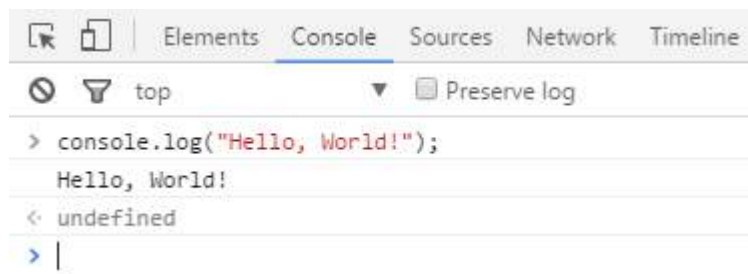 Elements Console Sources Network Timeline
top Preserve log
> console.log("Hello, World!");
Hello, World!
<· undefined
>